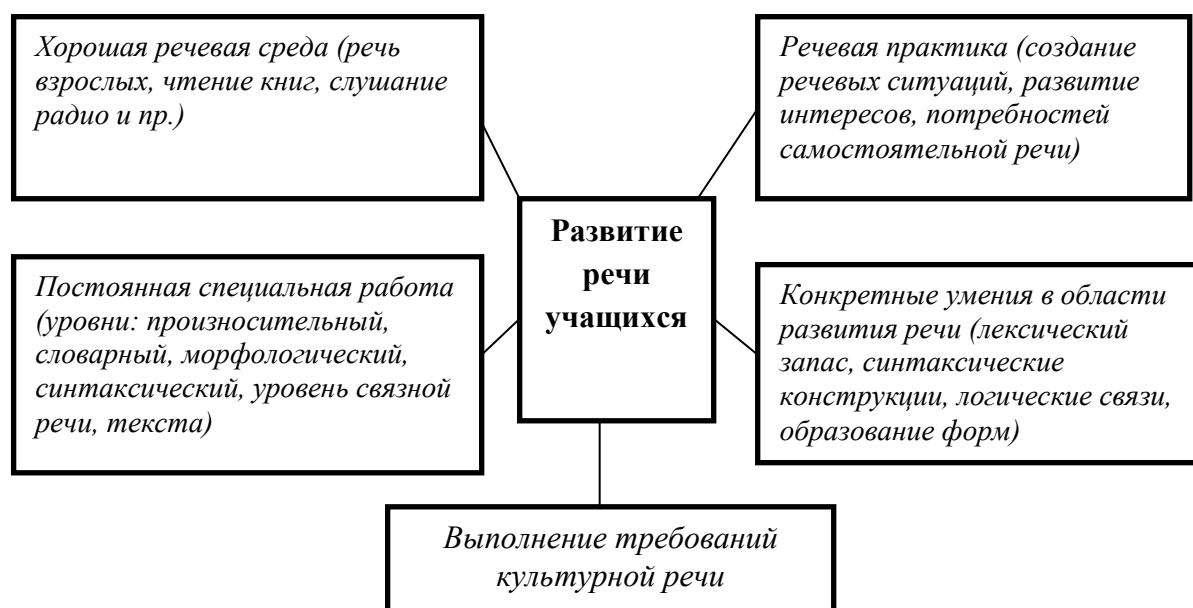 Хорошая речевая среда (речь
взрослых, чтение книг, слушание
радио и пр.)
Речевая практика (создание
речевых ситуаций, развитие
интересов, потребностей
самостоятельной речи)
Развитие
речи
учащихся
Постоянная специальная работа
(уровни: произносительный,
словарный, морфологический,
синтаксический, уровень связной
речи, текста)
Конкретные умения в области
развития речи (лексический
запас, синтаксические
конструкции, логические связи,
образование форм)
Выполнение требований
культурной речи